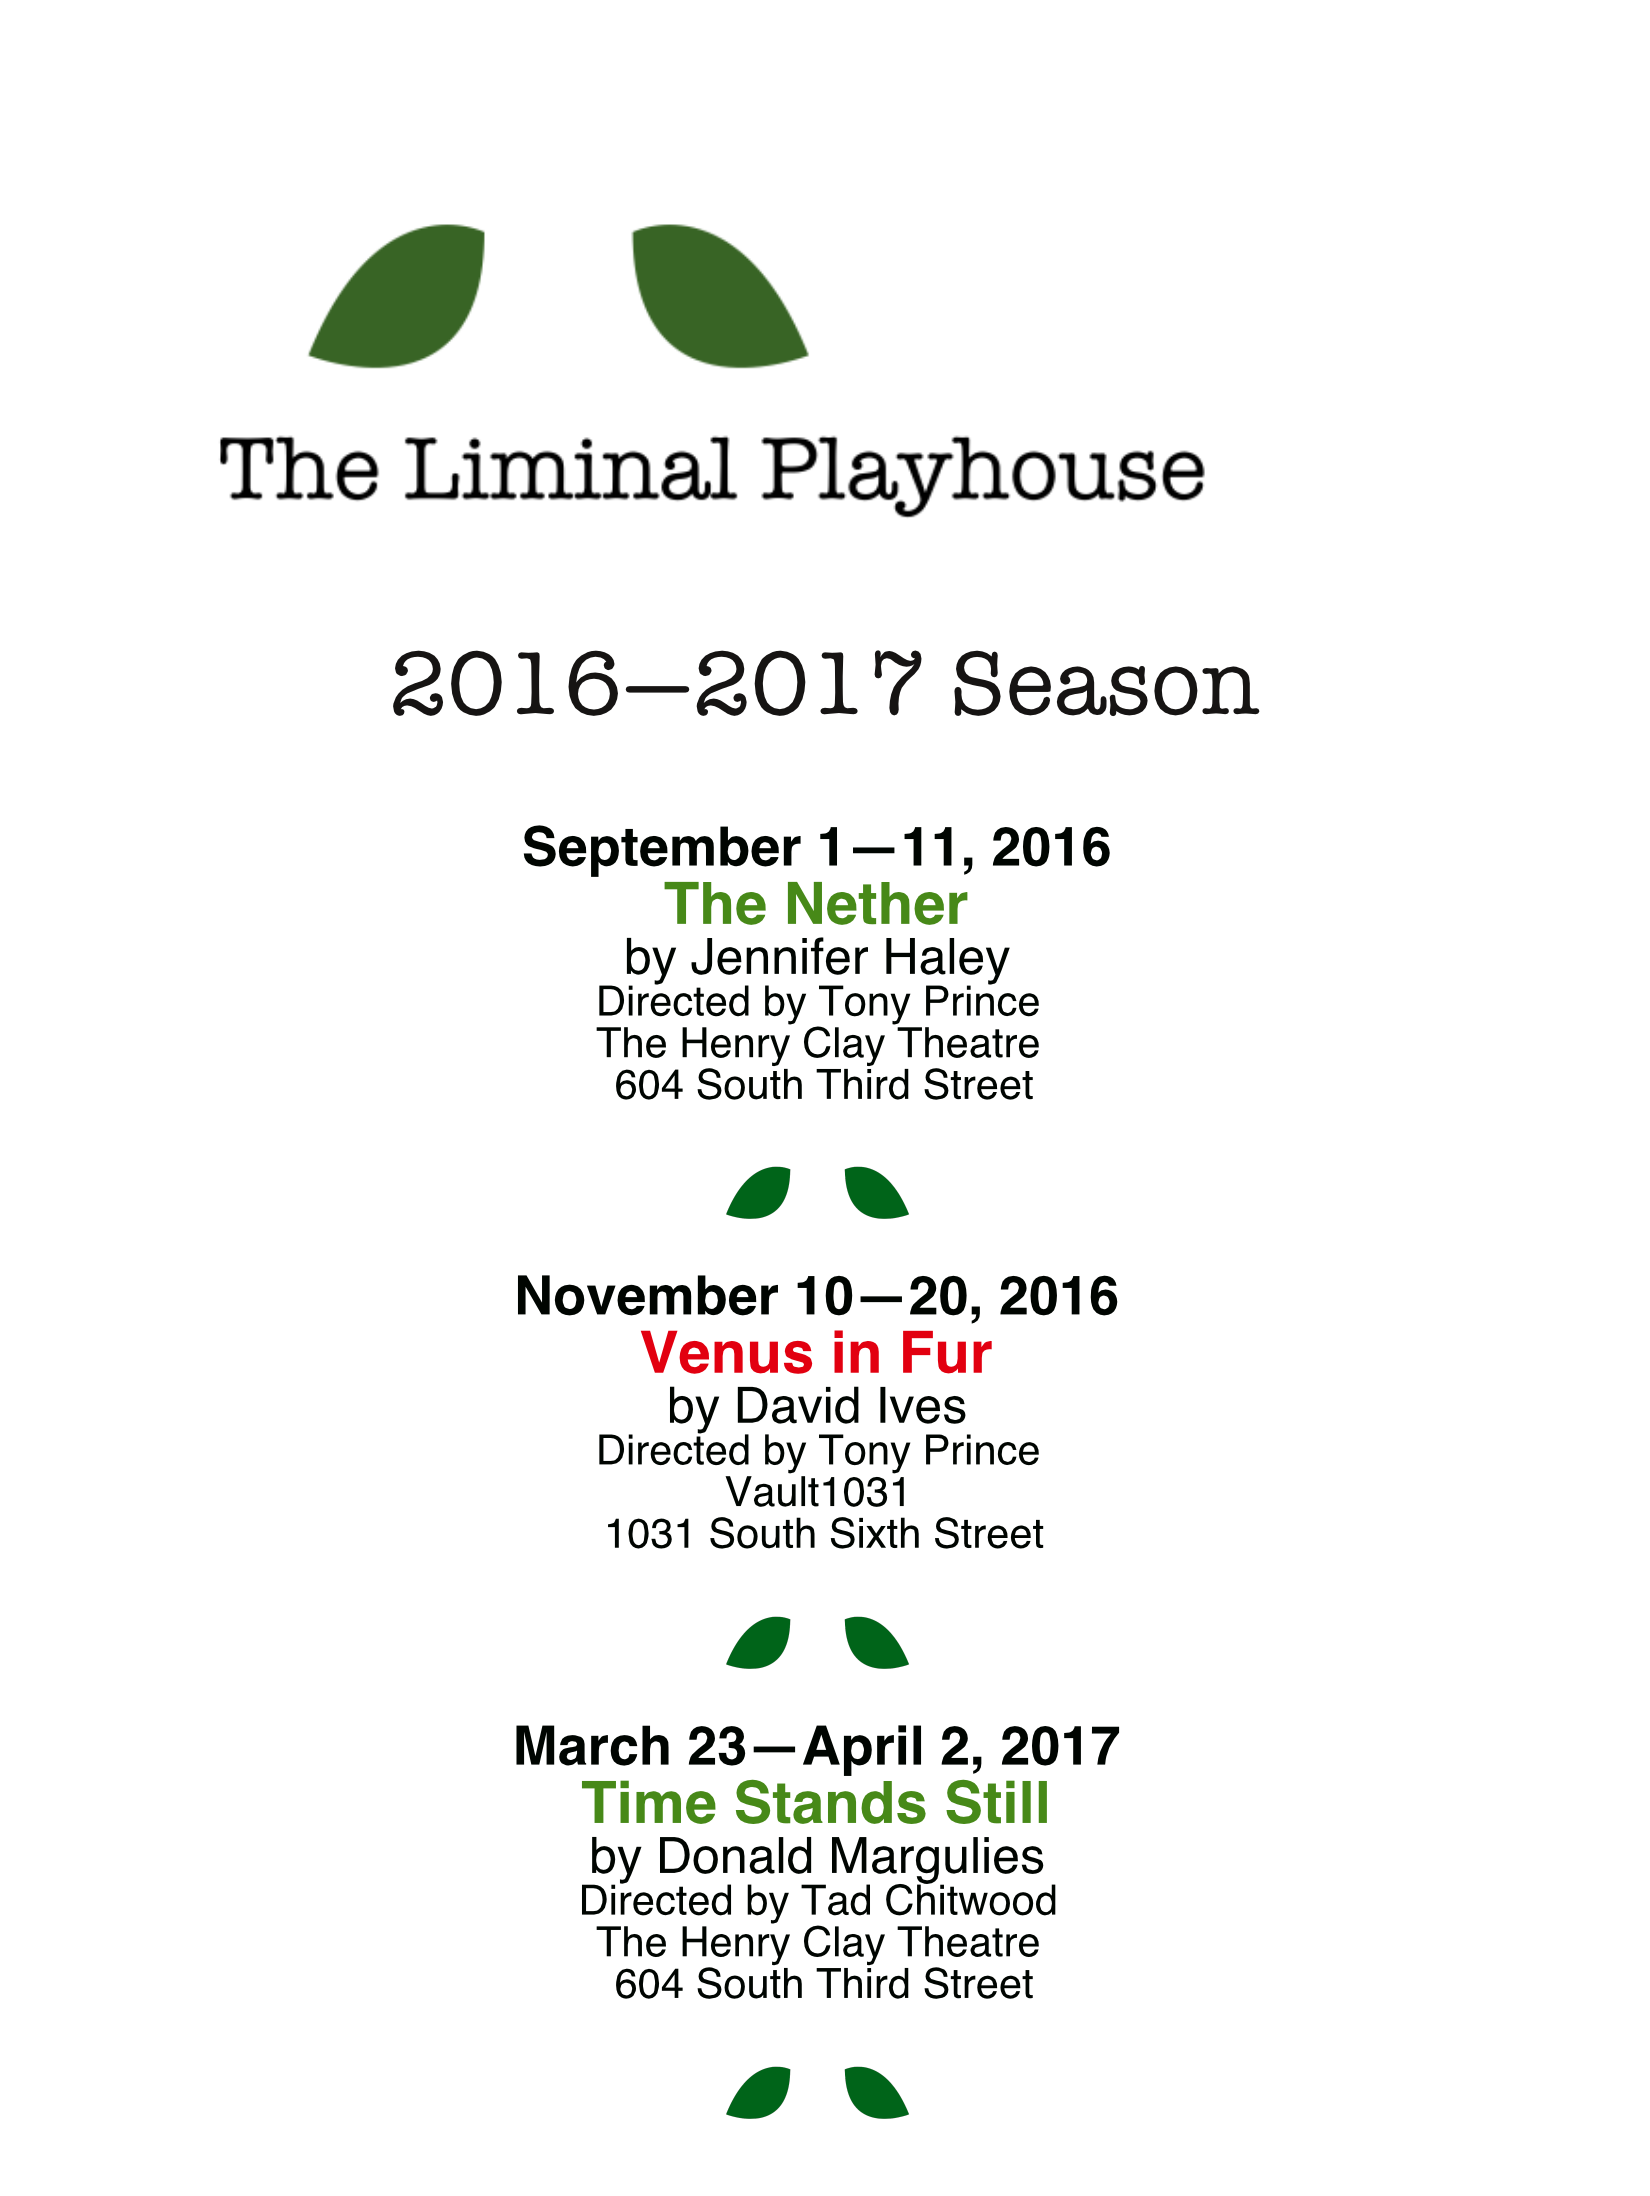 The Liminal Playhouse
2016—2017 Season
September 1—11, 2016
The Nether
by Jennifer Haley
Directed by Tony Prince
The Henry Clay Theatre
604 South Third Street
November 10—20, 2016
Venus in Fur
by David Ives
Directed by Tony Prince
Vault1031
1031 South Sixth Street
March 23—April 2, 2017
Time Stands Still
by Donald Margulies
Directed by Tad Chitwood
The Henry Clay Theatre
604 South Third Street